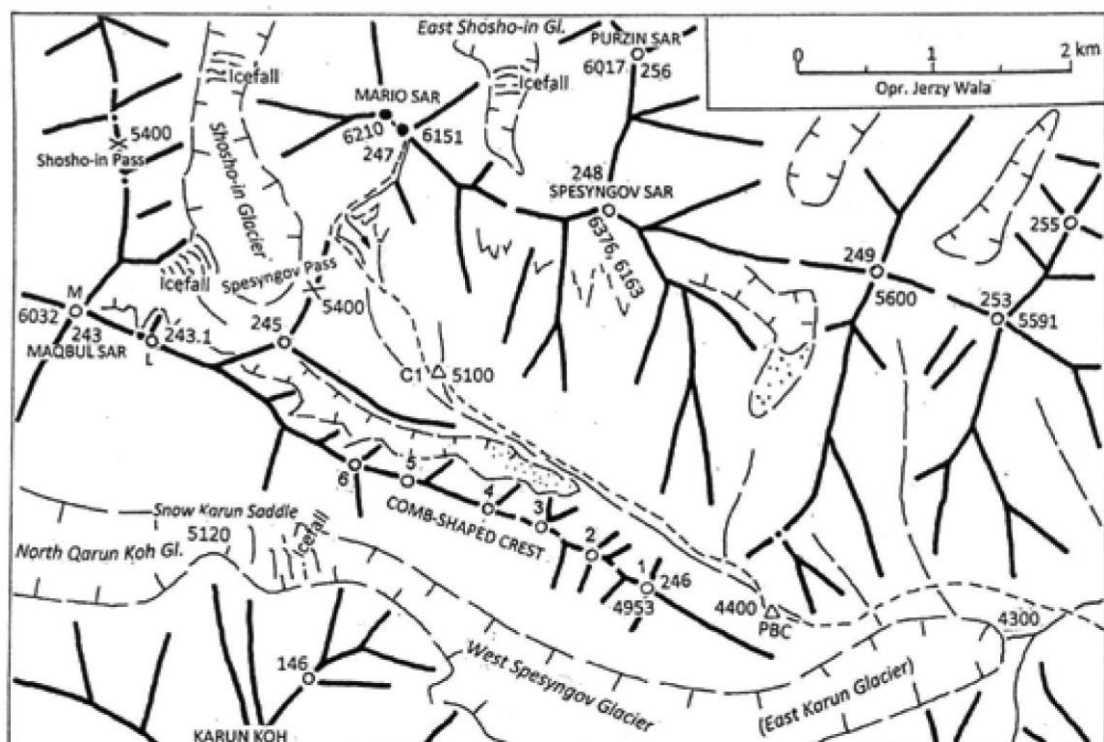 East Shosho-in Gl.
PURZIN SAR
6017
256
0 1 2 km
Opr. Jerzy Wala
Icefall
Icefall
MARIO SAR
6210
6151
247
5400
Shosho-in Pass
Shosho-in Glacier
248
SPESYNGOV SAR
6376, 6163
255
Icefall
Spesyngov Pass
5400
249
5600
253
5591
M
6032
243
MAQBUL SAR
243.1
L
245
C1
5100
6
5
4
3
2
1
COMB-SHAPED CREST
246
4953
4400
PBC
4300
Snow Karun Saddle
5120
Icefall
North Qarun Koh Gl.
West Spesyngov Glacier
(East Karun Glacier)
146
KARUN KOH